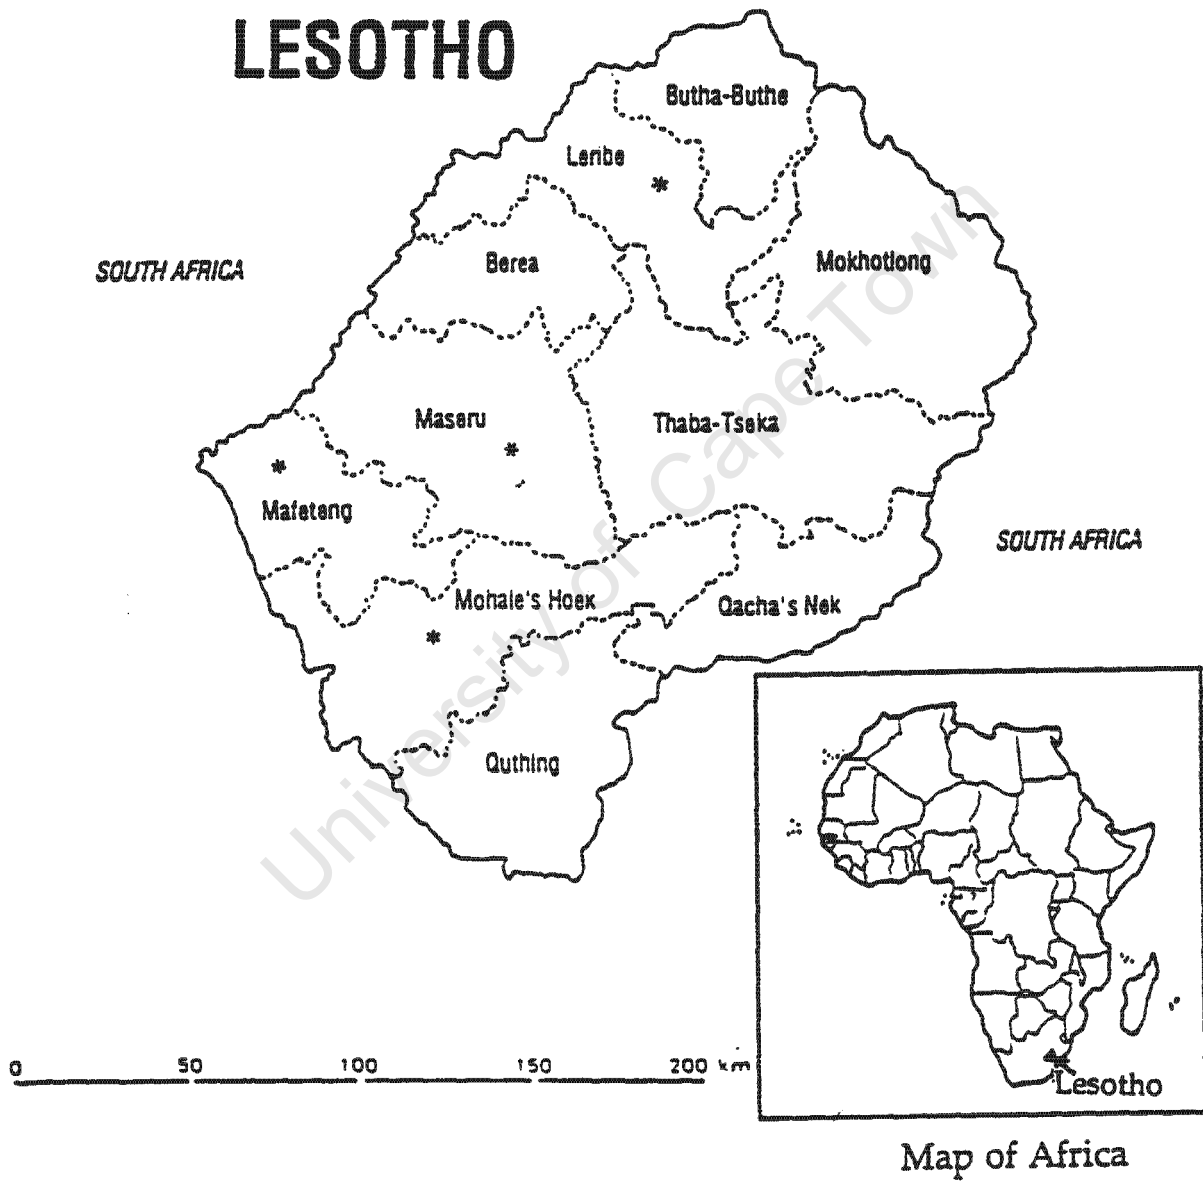 LESOTHO
Butha-Buthe
Leribe
*
SOUTH AFRICA
Berea
Mokhotlong
Maseru
*
Thaba-Tseka
*
Mafeteng
SOUTH AFRICA
Mohale's Hoek
*
Qacha's Nek
Quthing
University of Cape Town
0 50 100 150 200 km
Lesotho
Map of Africa